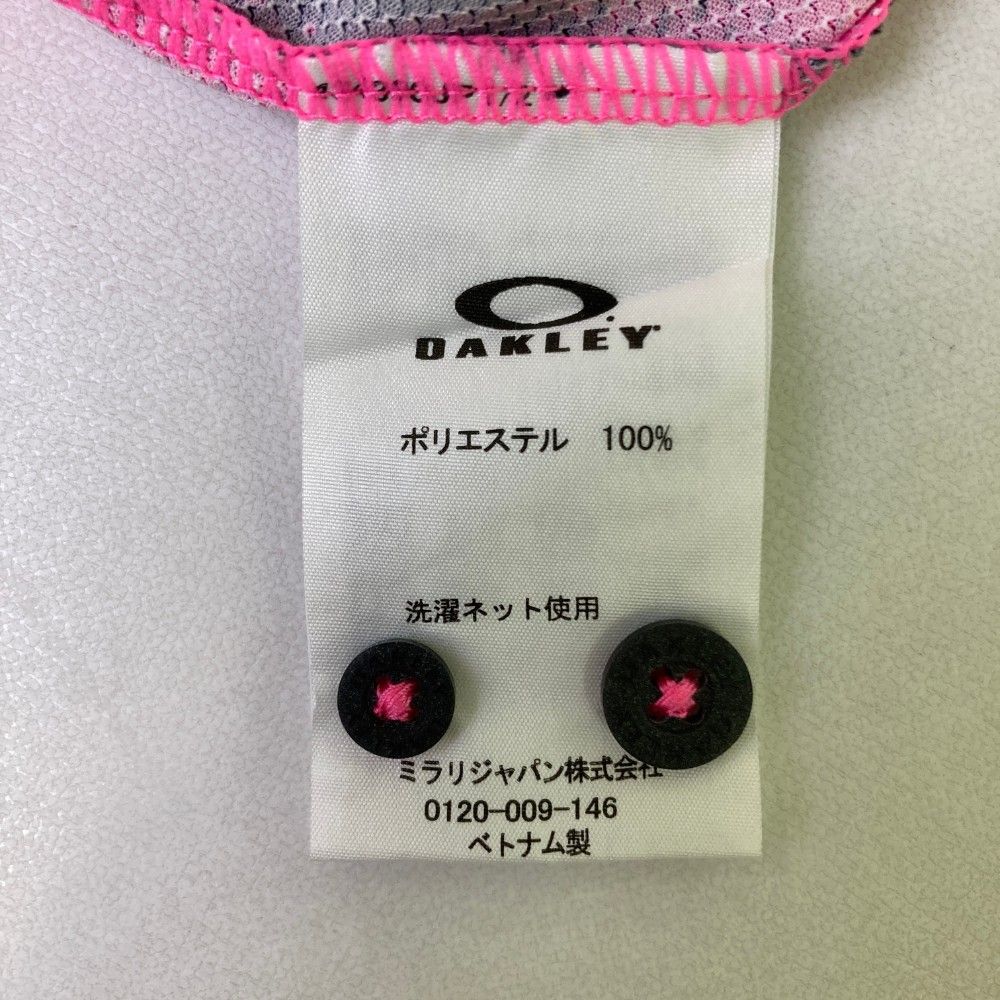 OAKLEY
ポリエステル 100%
洗濯ネット使用
ミラリジャパン株式会社
0120-009-146
ベトナム製